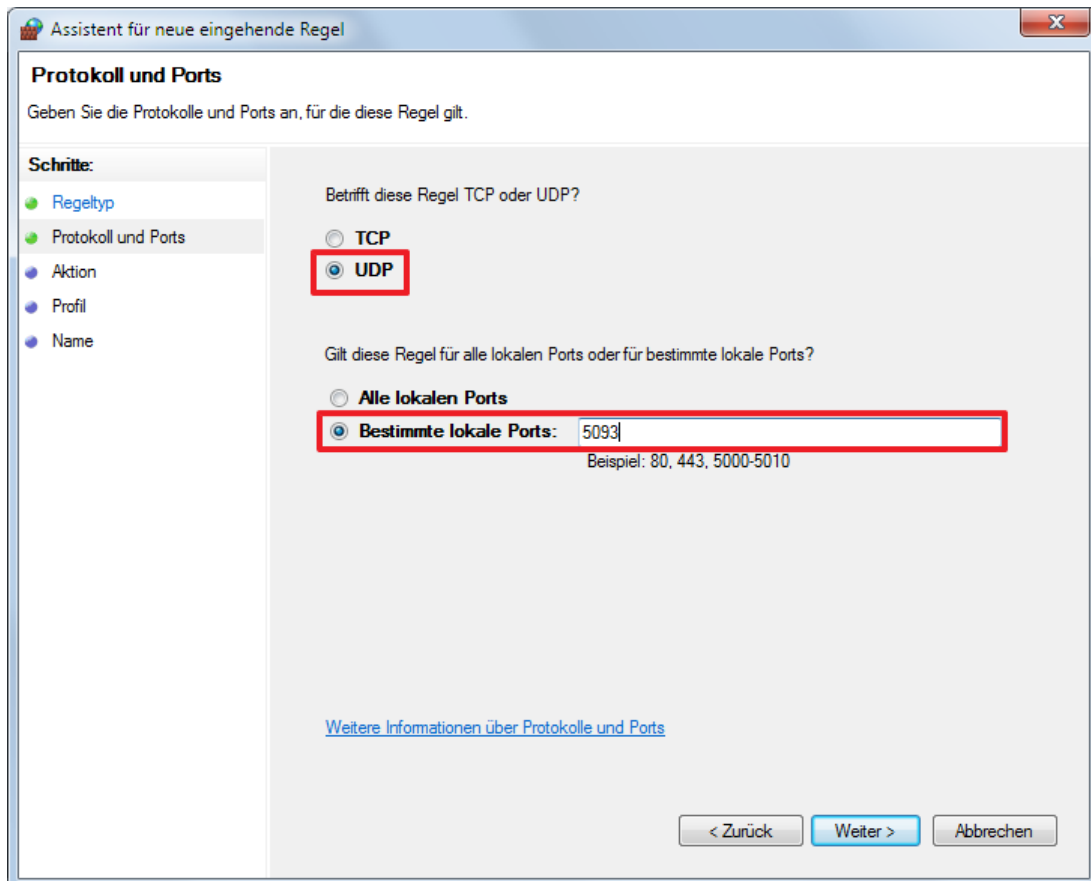 Assistent für neue eingehende Regel
Protokoll und Ports
Geben Sie die Protokolle und Ports an, für die diese Regel gilt.
Schritte:
Regeltyp
Protokoll und Ports
Aktion
Profil
Name
Betrifft diese Regel TCP oder UDP?
TCP
UDP
Gilt diese Regel für alle lokalen Ports oder für bestimmte lokale Ports?
Alle lokalen Ports
Bestimmte lokale Ports: 5093
Beispiel: 80, 443, 5000-5010
Weitere Informationen über Protokolle und Ports
< Zurück Weiter > Abbrechen